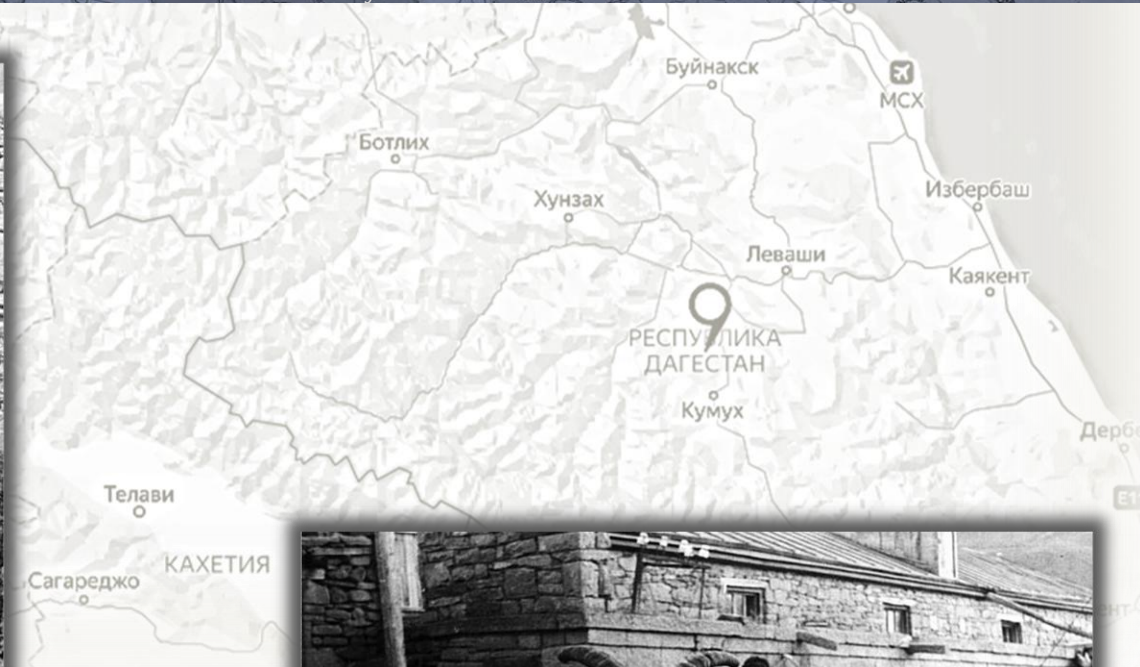 Буйнакск
МСХ
Ботлих
Избербаш
Хунзах
Леваши
Каякент
РЕСПУБЛИКА
ДАГЕСТАН
Кумух
Телави
КАХЕТИЯ
Сагареджо